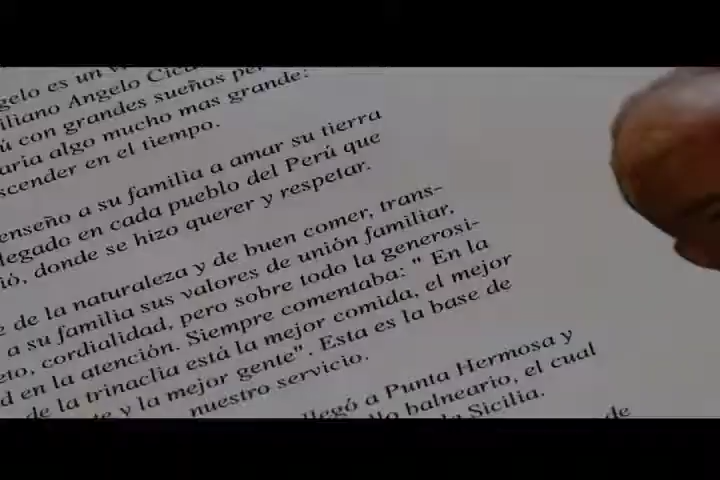 gelo es un
iliano Angelo
ú con grandes sueños
aria algo mucho mas grande:
scender en el tiempo.
enseño a su familia a amar su tierra
legado en cada pueblo del Perú que
ió, donde se hizo querer y respetar.
e de la naturaleza y de buen comer, trans-
a su familia sus valores de unión familiar,
eto, cordialidad, pero sobre todo la generosi-
d en la atención. Siempre comentaba: " En la
de la trinaclia está la mejor comida, el mejor
te y la mejor gente". Esta es la base de
nuestro servicio.
llegó a Punta Hermosa y
balneario, el cual
la Sicilia.
de